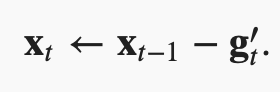 𝐱ₜ ← 𝐱ₜ₋₁ − 𝐠′ₜ.